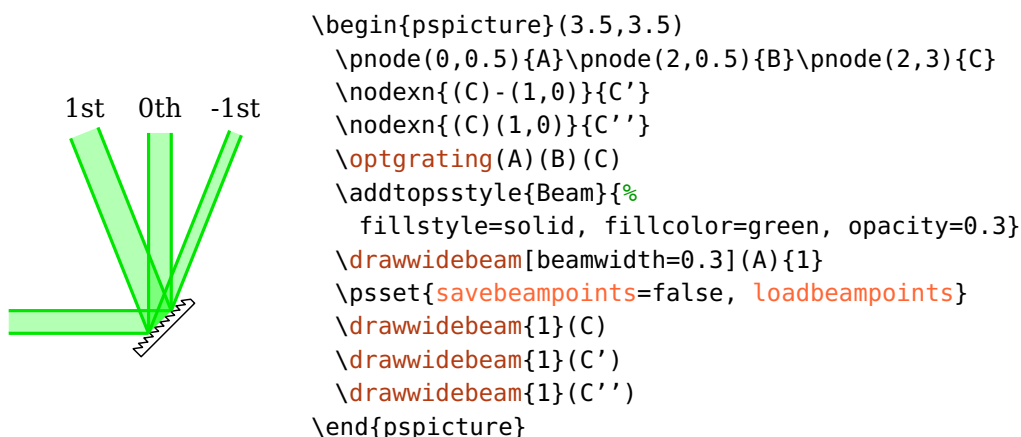 1st 0th -1st
\begin{pspicture}(3.5,3.5)
\pnode(0,0.5){A}\pnode(2,0.5){B}\pnode(2,3){C}
\nodexn{(C)-(1,0)}{C’}
\nodexn{(C)(1,0)}{C’’}
\optgrating(A)(B)(C)
\addtopsstyle{Beam}{%
fillstyle=solid, fillcolor=green, opacity=0.3}
\drawwidebeam[beamwidth=0.3](A){1}
\psset{savebeampoints=false, loadbeampoints}
\drawwidebeam{1}(C)
\drawwidebeam{1}(C’)
\drawwidebeam{1}(C’’)
\end{pspicture}